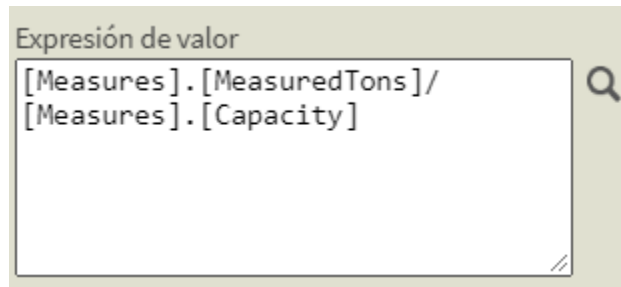 Expresión de valor
[Measures].[MeasuredTons]/
[Measures].[Capacity]